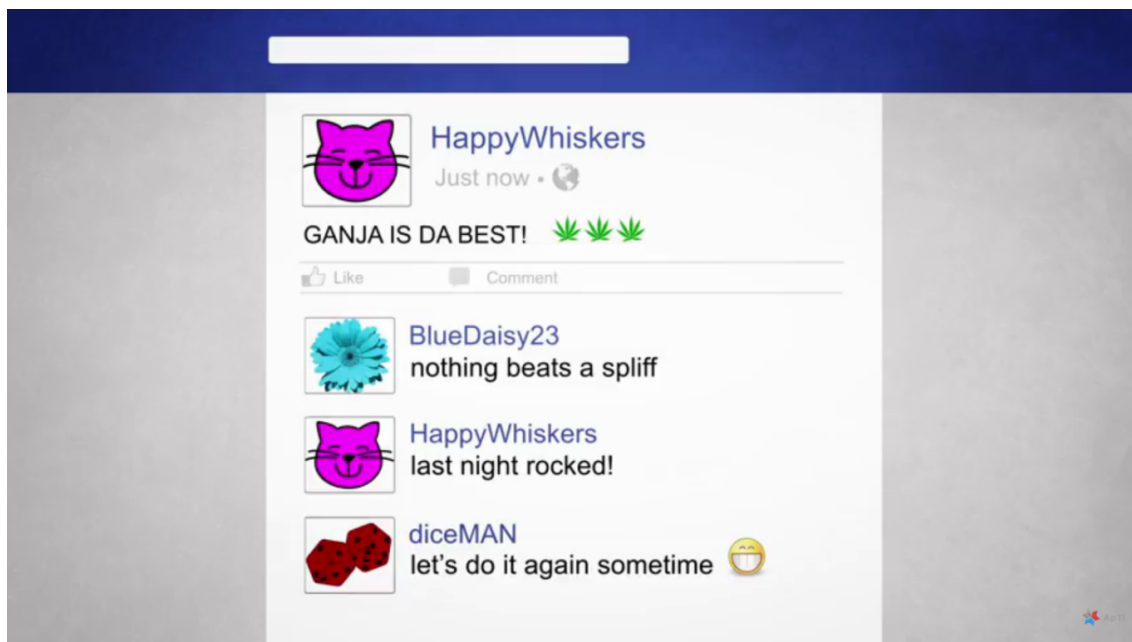 HappyWhiskers
Just now •
GANJA IS DA BEST!
Like Comment
BlueDaisy23
nothing beats a spliff
HappyWhiskers
last night rocked!
diceMAN
let's do it again sometime